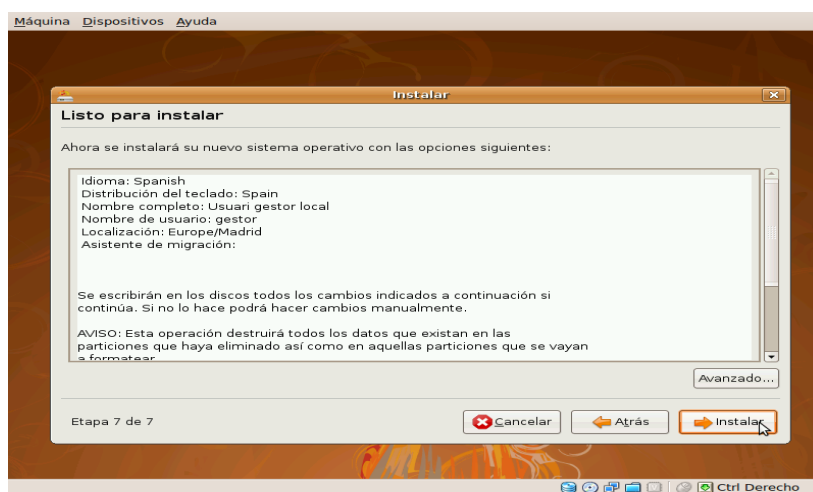 Máquina Dispositivos Ayuda
Instalar
Listo para instalar
Ahora se instalará su nuevo sistema operativo con las opciones siguientes:
Idioma: Spanish
Distribución del teclado: Spain
Nombre completo: Usuari gestor local
Nombre de usuario: gestor
Localización: Europe/Madrid
Asistente de migración:
Se escribirán en los discos todos los cambios indicados a continuación si
continúa. Si no lo hace podrá hacer cambios manualmente.
AVISO: Esta operación destruirá todos los datos que existan en las
particiones que haya eliminado así como en aquellas particiones que se vayan
a formatear
Avanzado...
Etapa 7 de 7
Cancelar
Atrás
Instalar
Ctrl Derecho